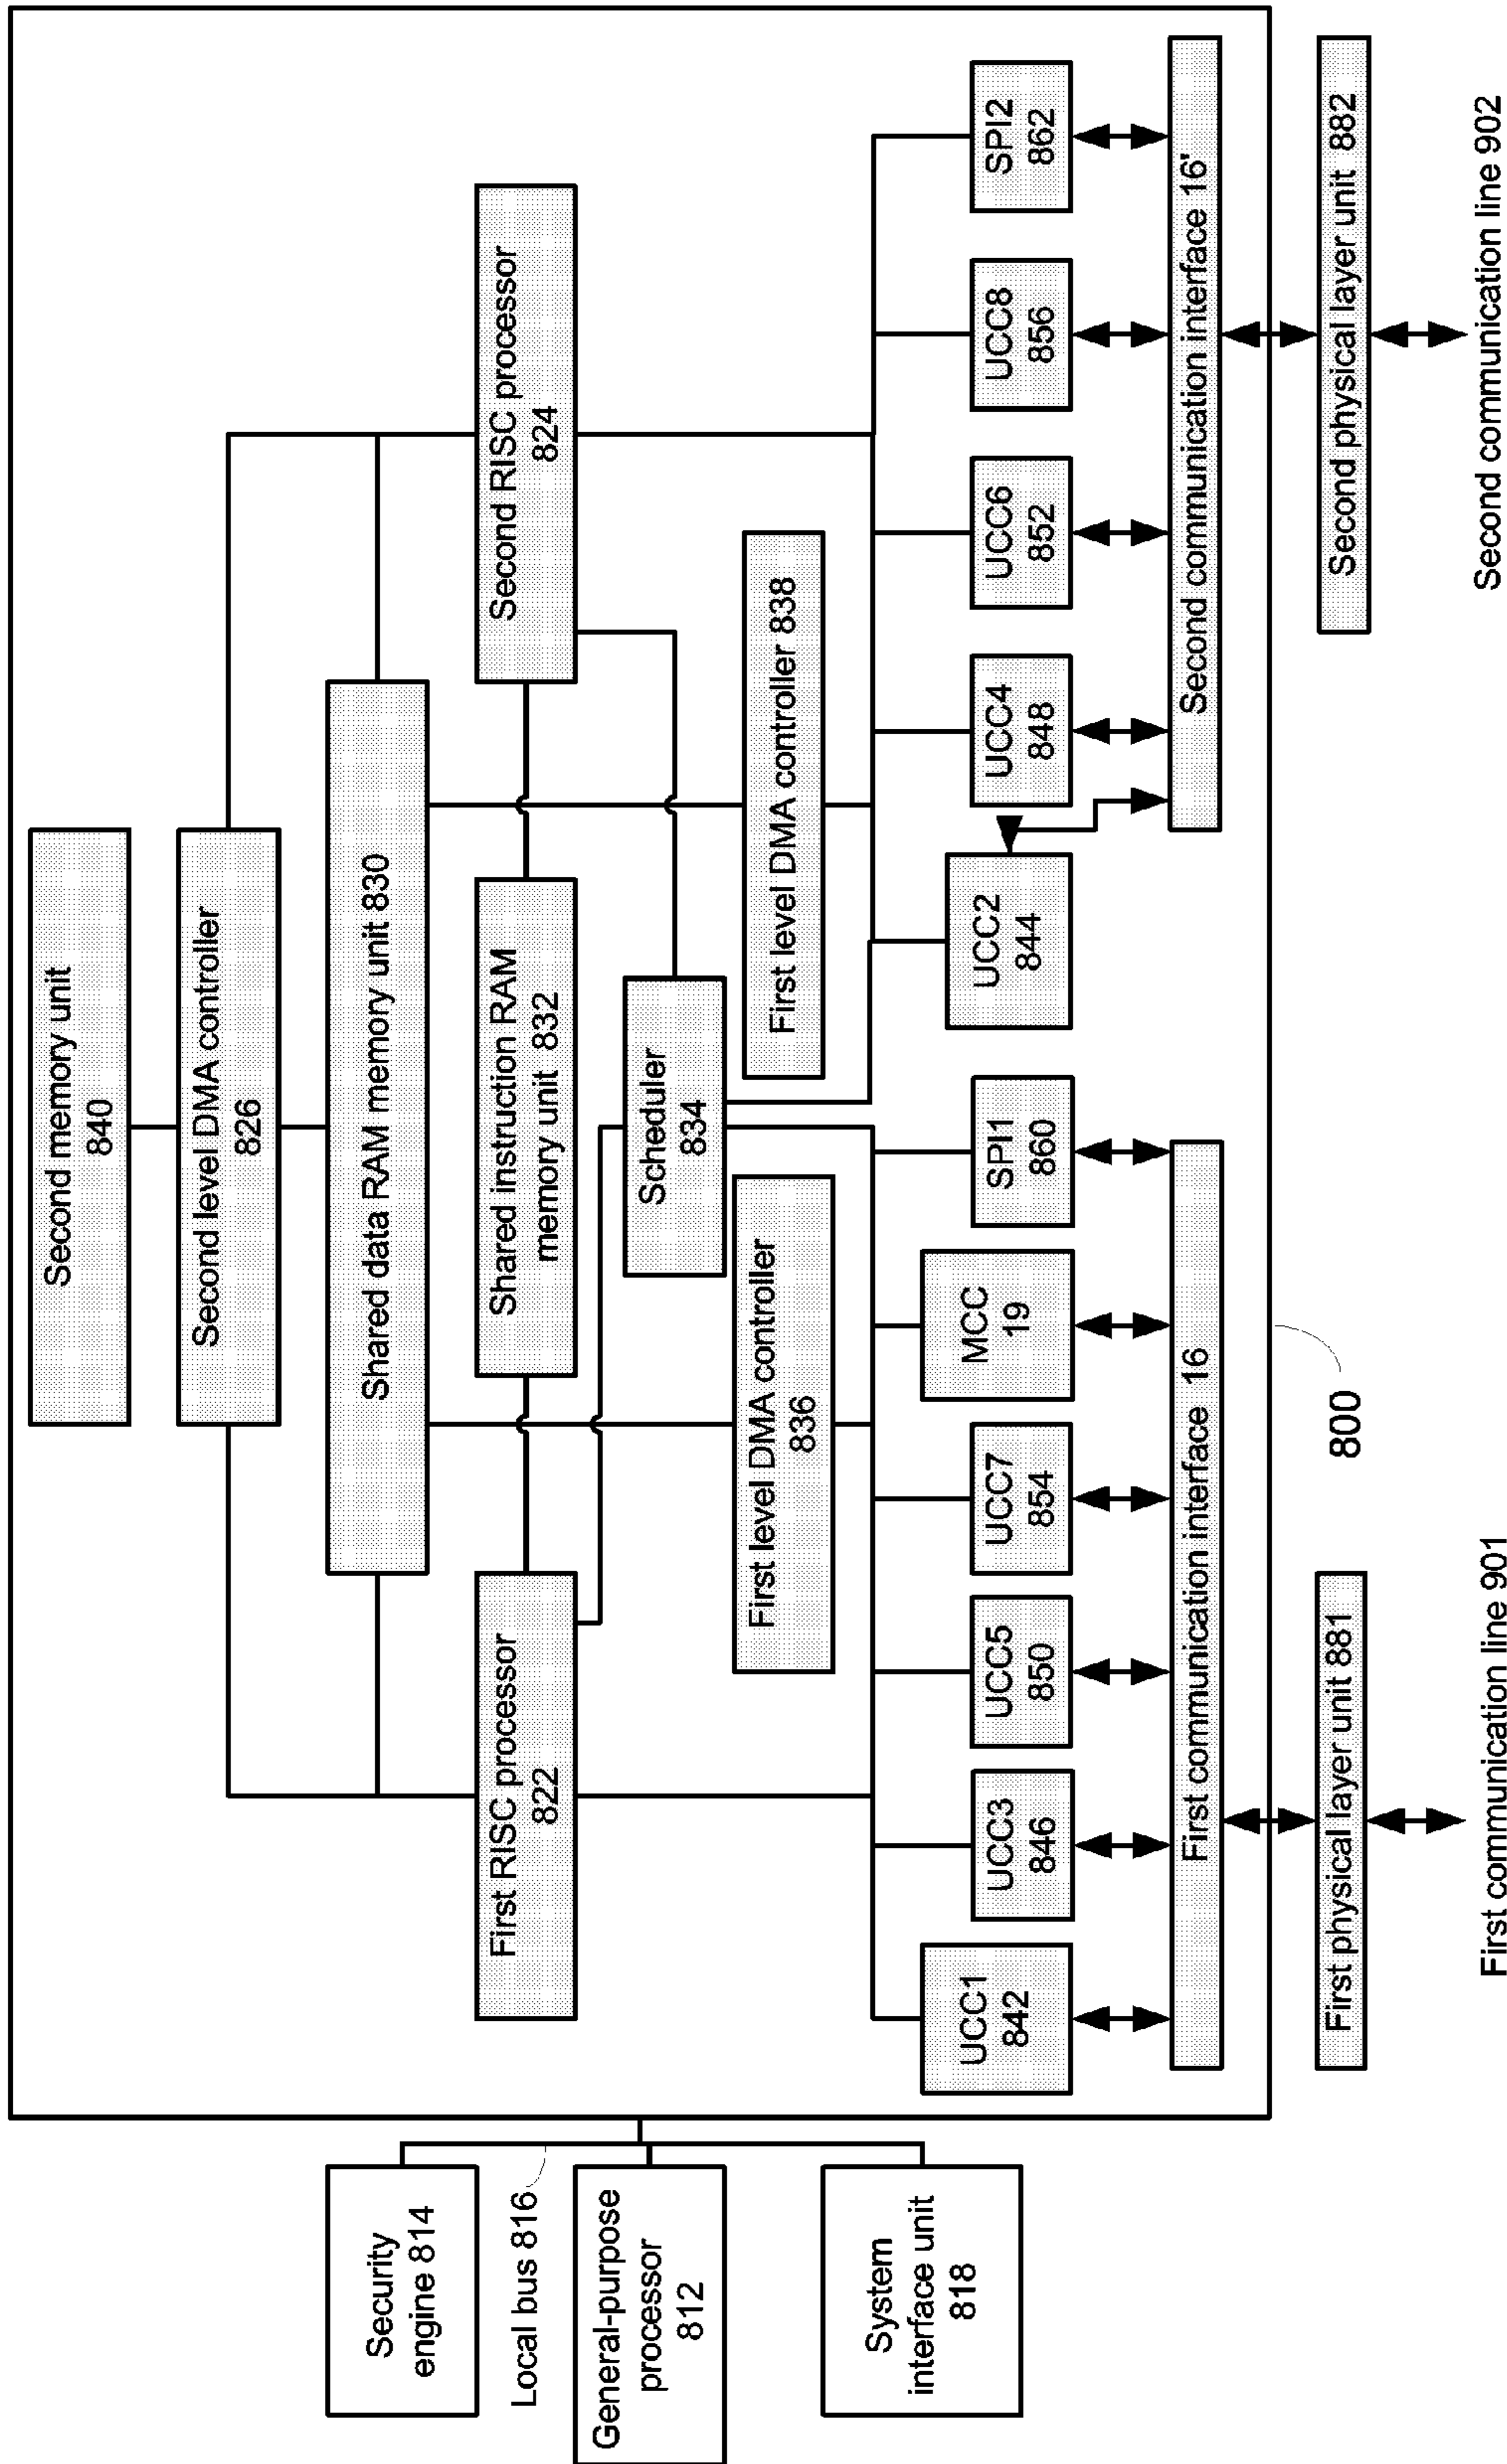 Second memory unit
840
Second level DMA controller
826
Shared data RAM memory unit 830
First RISC processor
822
Shared instruction RAM
memory unit 832
Second RISC processor
824
Scheduler
834
First level DMA controller
836
First level DMA controller 838
UCC1
842
UCC3
846
UCC5
850
UCC7
854
MCC
19
SPI1
860
UCC2
844
UCC4
848
UCC6
852
UCC8
856
SPI2
862
First communication interface 16
Second communication interface 16'
Security
engine 814
Local bus 816
General-purpose
processor
812
System
interface unit
818
800
First physical layer unit 881
Second physical layer unit 882
First communication line 901
Second communication line 902